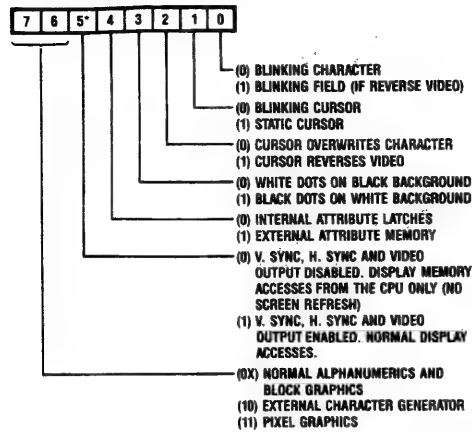 7 6 5* 4 3 2 1 0
(0) BLINKING CHARACTER
(1) BLINKING FIELD (IF REVERSE VIDEO)
(0) BLINKING CURSOR
(1) STATIC CURSOR
(0) CURSOR OVERWRITES CHARACTER
(1) CURSOR REVERSES VIDEO
(0) WHITE DOTS ON BLACK BACKGROUND
(1) BLACK DOTS ON WHITE BACKGROUND
(0) INTERNAL ATTRIBUTE LATCHES
(1) EXTERNAL ATTRIBUTE MEMORY
(0) V. SYNC, H. SYNC AND VIDEO
OUTPUT DISABLED. DISPLAY MEMORY
ACCESSES FROM THE CPU ONLY (NO
SCREEN REFRESH)
(1) V. SYNC, H. SYNC AND VIDEO
OUTPUT ENABLED. NORMAL DISPLAY
ACCESSES.
(0X) NORMAL ALPHANUMERICS AND
BLOCK GRAPHICS
(10) EXTERNAL CHARACTER GENERATOR
(11) PIXEL GRAPHICS